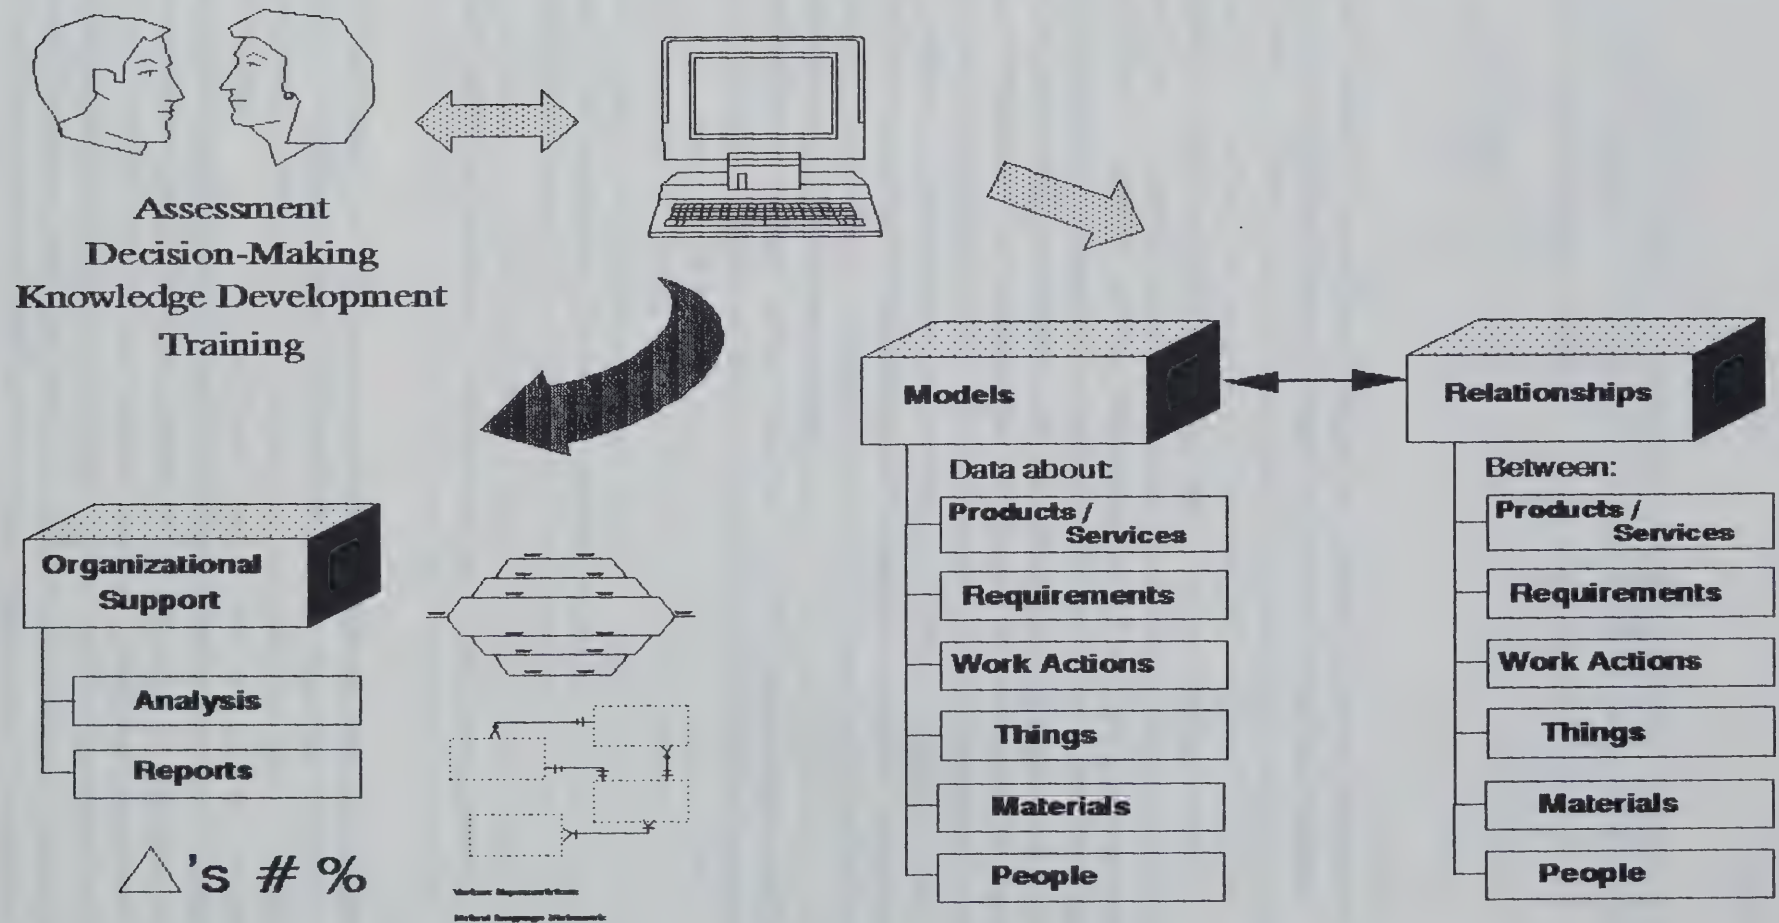 Assessment
Decision-Making
Knowledge Development
Training
Models
Data about:
Products /
Services
Requirements
Work Actions
Things
Materials
People
Relationships
Between:
Products /
Services
Requirements
Work Actions
Things
Materials
People
Organizational
Support
Analysis
Reports
△'s # %